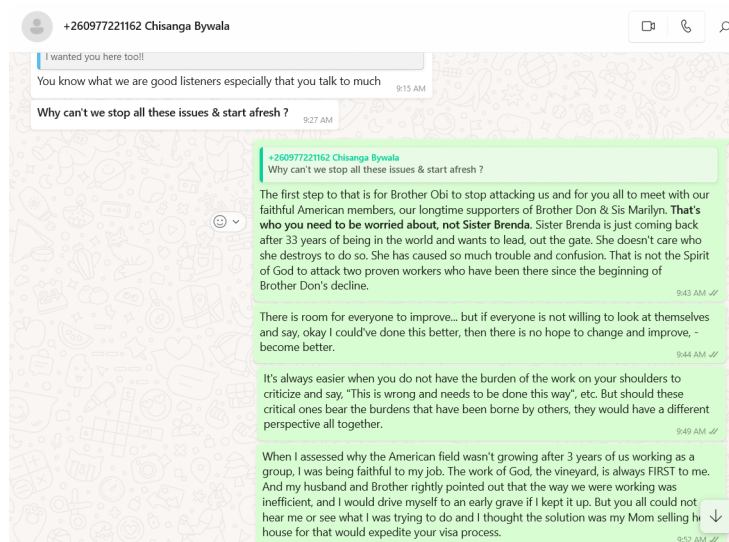 +260977221162 Chisanga Bywala
I wanted you here too!!
You know what we are good listeners especially that you talk to much
9:15 AM
Why can't we stop all these issues & start afresh ?
9:27 AM
+260977221162 Chisanga Bywala
Why can't we stop all these issues & start afresh ?
The first step to that is for Brother Obi to stop attacking us and for you all to meet with our
faithful American members, our longtime supporters of Brother Don & Sis Marilyn. That's
who you need to be worried about, not Sister Brenda. Sister Brenda is just coming back
after 33 years of being in the world and wants to lead, out the gate. She doesn't care who
she destroys to do so. She has caused so much trouble and confusion. That is not the Spirit
of God to attack two proven workers who have been there since the beginning of
Brother Don's decline.
9:43 AM
There is room for everyone to improve... but if everyone is not willing to look at themselves
and say, okay I could've done this better, then there is no hope to change and improve, -
become better.
9:44 AM
It's always easier when you do not have the burden of the work on your shoulders to
criticize and say, "This is wrong and needs to be done this way", etc. But should these
critical ones bear the burdens that have been borne by others, they would have a different
perspective all together.
9:49 AM
When I assessed why the American field wasn't growing after 3 years of us working as a
group, I was being faithful to my job. The work of God, the vineyard, is always FIRST to me.
And my husband and Brother rightly pointed out that the way we were working was
inefficient, and I would drive myself to an early grave if I kept it up. But you all could not
hear me or see what I was trying to do and I thought the solution was my Mom selling
house for that would expedite your visa process.
9:52 AM